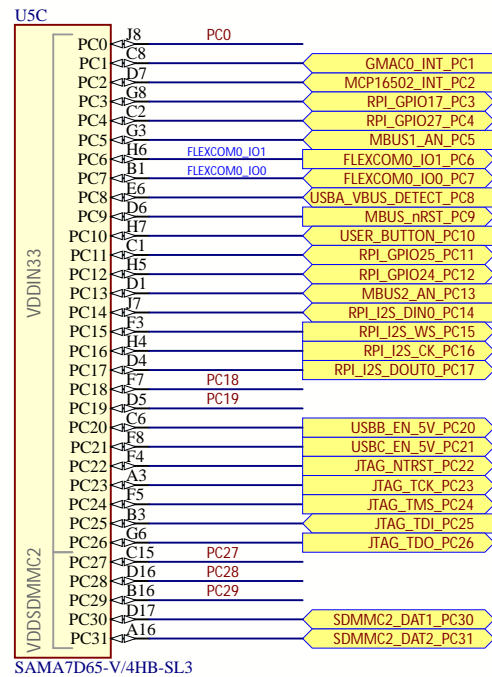 U5C
PC0 J8 PC0
PC1 C8 GMAC0_INT_PC1
PC2 D7 MCP16502_INT_PC2
PC3 G8 RPI_GPIO17_PC3
PC4 C2 RPI_GPIO27_PC4
PC5 G3 MBUS1_AN_PC5
PC6 H6 FLEXCOM0_IO1 FLEXCOM0_IO1_PC6
PC7 B1 FLEXCOM0_IO0 FLEXCOM0_IO0_PC7
PC8 E6 USBA_VBUS_DETECT_PC8
PC9 D6 MBUS_nRST_PC9
PC10 H7 USER_BUTTON_PC10
PC11 C1 RPI_GPIO25_PC11
PC12 H5 RPI_GPIO24_PC12
PC13 D1 MBUS2_AN_PC13
PC14 J7 RPI_I2S_DIN0_PC14
PC15 F3 RPI_I2S_WS_PC15
PC16 H4 RPI_I2S_CK_PC16
PC17 D4 RPI_I2S_DOUT0_PC17
PC18 F7 PC18
PC19 D5 PC19
PC20 C6 USBB_EN_5V_PC20
PC21 F8 USBC_EN_5V_PC21
PC22 F4 JTAG_NTRST_PC22
PC23 A3 JTAG_TCK_PC23
PC24 F5 JTAG_TMS_PC24
PC25 B3 JTAG_TDI_PC25
PC26 G6 JTAG_TDO_PC26
PC27 C15 PC27
PC28 D16 PC28
PC29 B16 PC29
PC30 D17 SDMMC2_DAT1_PC30
PC31 A16 SDMMC2_DAT2_PC31
VDDIN33
VDDSDMMC2
SAMA7D65-V/4HB-SL3